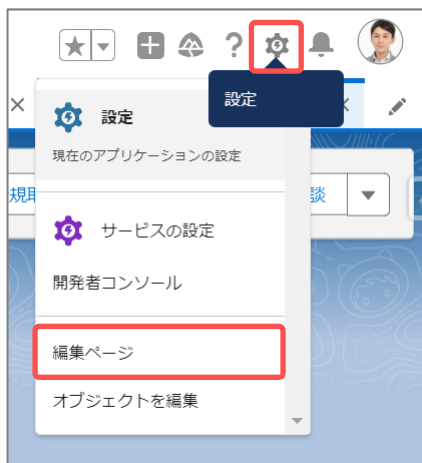 ?
設定
設定
現在のアプリケーションの設定
規
談
サービスの設定
開発者コンソール
編集ページ
オブジェクトを編集